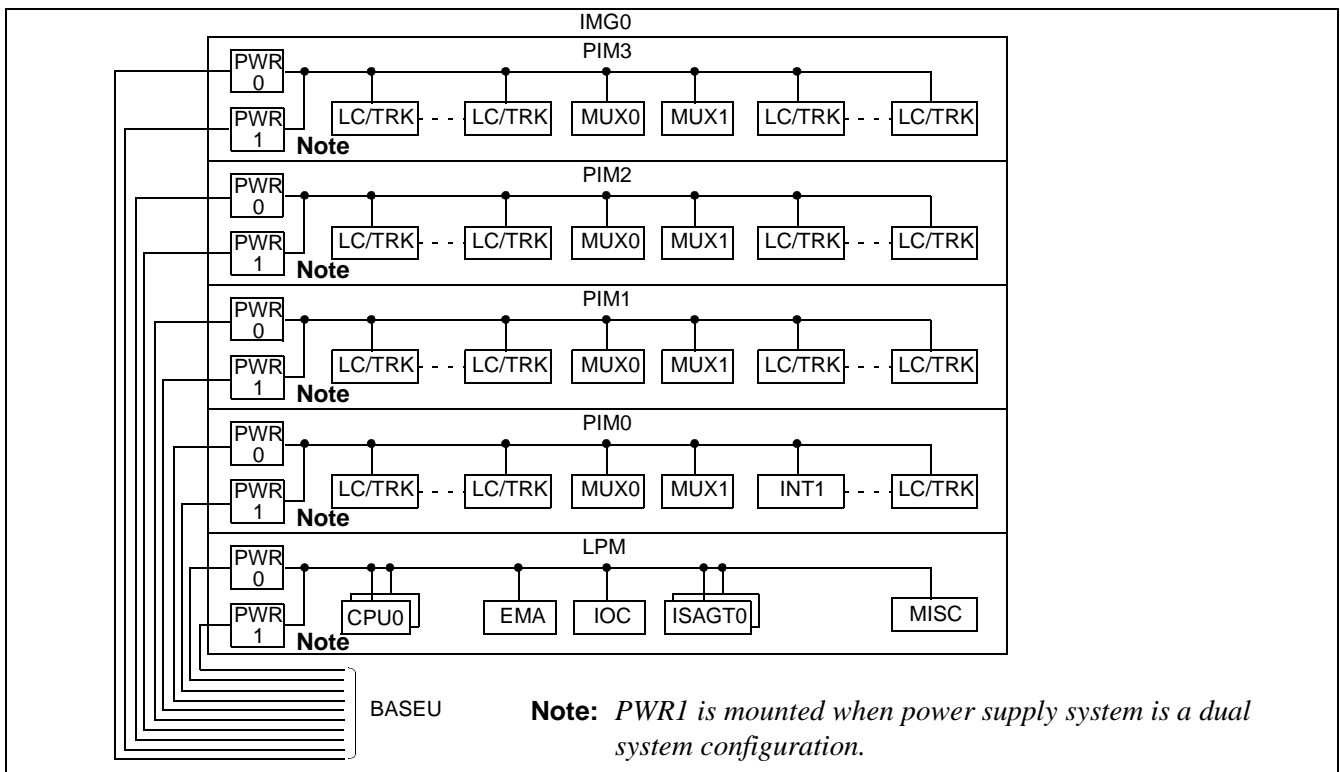 IMG0
PIM3
PWR
0
PWR
1
Note
LC/TRK LC/TRK MUX0 MUX1 LC/TRK LC/TRK
PIM2
PWR
0
PWR
1
Note
LC/TRK LC/TRK MUX0 MUX1 LC/TRK LC/TRK
PIM1
PWR
0
PWR
1
Note
LC/TRK LC/TRK MUX0 MUX1 LC/TRK LC/TRK
PIM0
PWR
0
PWR
1
Note
LC/TRK LC/TRK MUX0 MUX1 INT1 LC/TRK
LPM
PWR
0
PWR
1
Note
CPU0 EMA IOC ISAGT0 MISC
BASEU
Note: PWR1 is mounted when power supply system is a dual
system configuration.